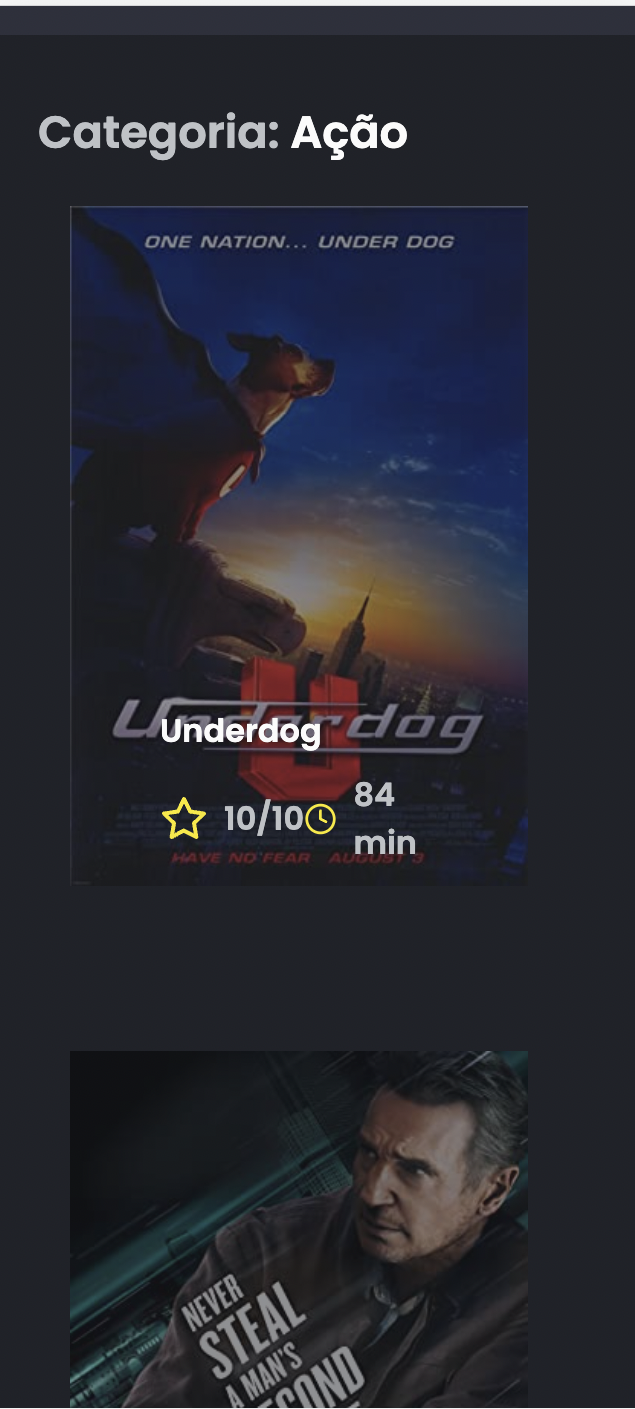 Categoria: Ação
ONE NATION... UNDER DOG
U
Underdog
Underdog
10/10
84
min
HAVE NO FEAR AUGUST 3
NEVER
STEAL
A MAN'S